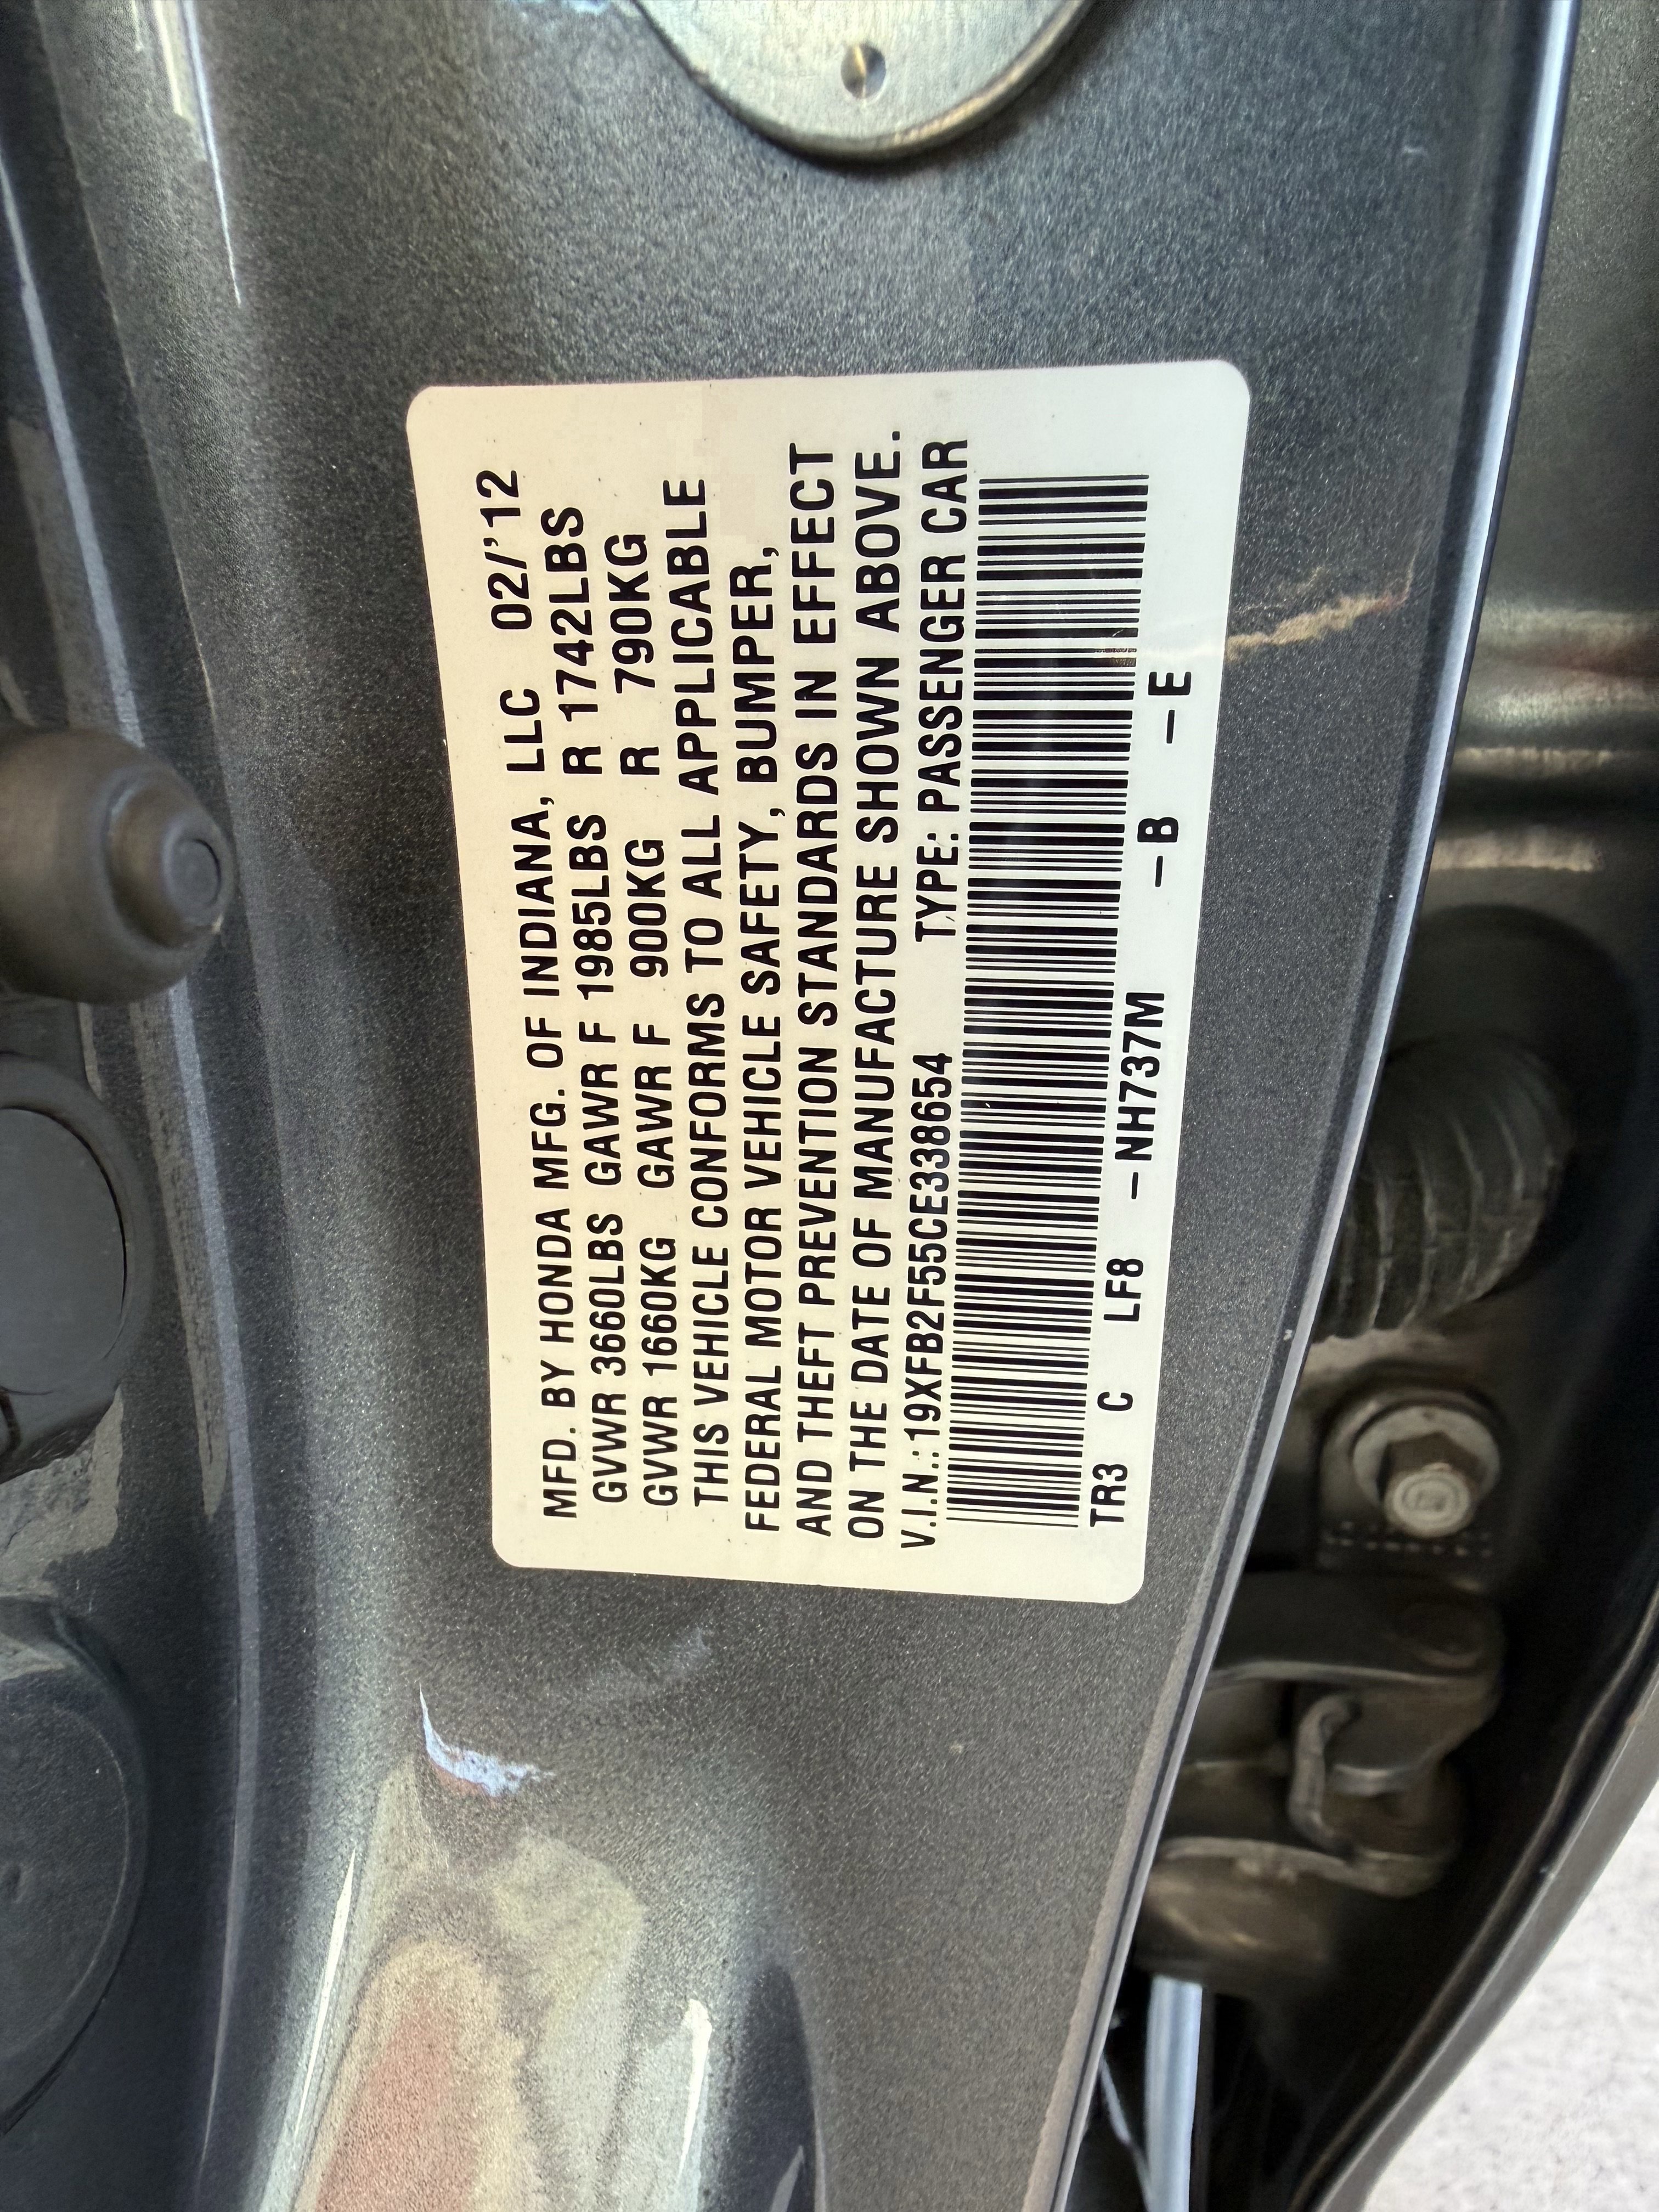 MFD. BY HONDA MFG. OF INDIANA, LLC 02/'12
GVWR 3660LBS GAWR F 1985LBS R 1742LBS
GVWR 1660KG GAWR F 900KG R 790KG
THIS VEHICLE CONFORMS TO ALL APPLICABLE
FEDERAL MOTOR VEHICLE SAFETY, BUMPER,
AND THEFT PREVENTION STANDARDS IN EFFECT
ON THE DATE OF MANUFACTURE SHOWN ABOVE.
V.I.N.: 19XFB2F55CE338654 TYPE: PASSENGER CAR
TR3 C LF8 –NH737M –B –E